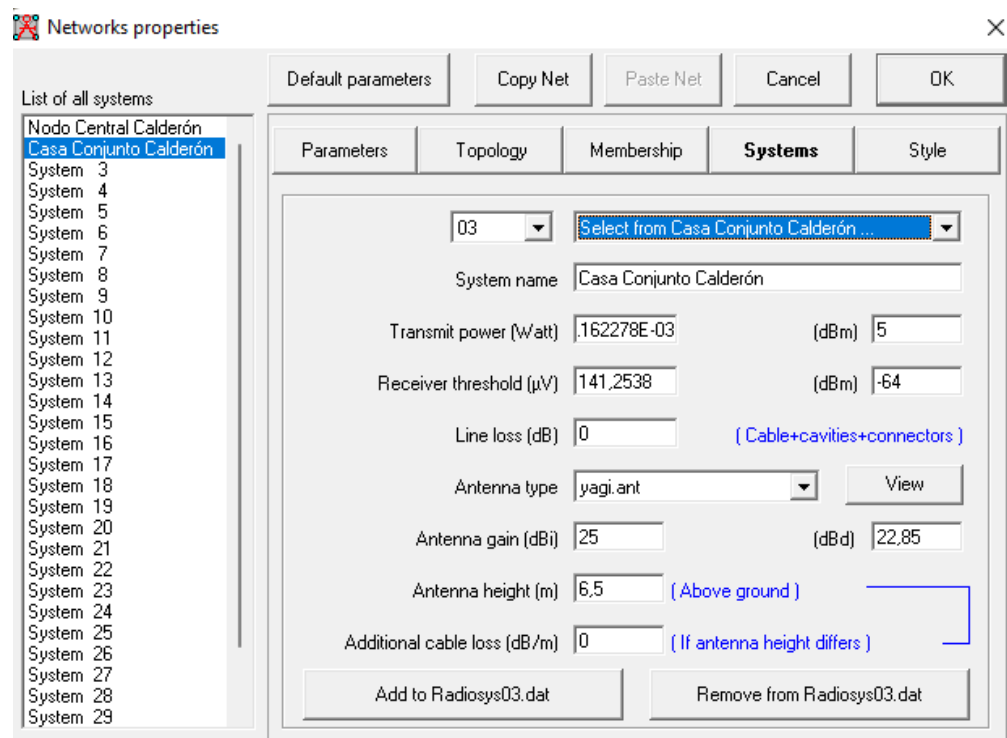 Networks properties
Default parameters Copy Net Paste Net Cancel OK
List of all systems
Nodo Central Calderón
Casa Conjunto Calderón
System 3
System 4
System 5
System 6
System 7
System 8
System 9
System 10
System 11
System 12
System 13
System 14
System 15
System 16
System 17
System 18
System 19
System 20
System 21
System 22
System 23
System 24
System 25
System 26
System 27
System 28
System 29
Parameters Topology Membership Systems Style
03 Select from Casa Conjunto Calderón ...
System name Casa Conjunto Calderón
Transmit power (Watt) .162278E-03 (dBm) 5
Receiver threshold (µV) 141,2538 (dBm) -64
Line loss (dB) 0 ( Cable+cavities+connectors )
Antenna type yagi.ant View
Antenna gain (dBi) 25 (dBd) 22,85
Antenna height (m) 6,5 ( Above ground )
Additional cable loss (dB/m) 0 ( If antenna height differs )
Add to Radiosys03.dat Remove from Radiosys03.dat